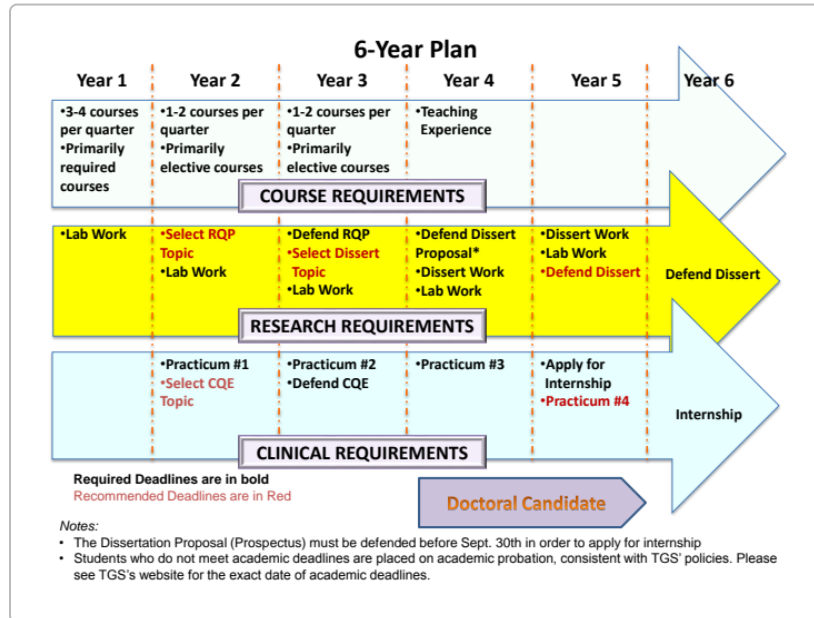 6-Year Plan
Year 1 Year 2 Year 3 Year 4 Year 5 Year 6
•3-4 courses per quarter
•Primarily required courses
•1-2 courses per quarter
•Primarily elective courses
•1-2 courses per quarter
•Primarily elective courses
•Teaching Experience
COURSE REQUIREMENTS
•Lab Work
•Select RQP Topic
•Lab Work
•Defend RQP
•Select Dissert Topic
•Lab Work
•Defend Dissert Proposal*
•Dissert Work
•Lab Work
•Dissert Work
•Lab Work
•Defend Dissert
Defend Dissert
RESEARCH REQUIREMENTS
•Practicum #1
•Select CQE Topic
•Practicum #2
•Defend CQE
•Practicum #3
•Apply for Internship
•Practicum #4
Internship
CLINICAL REQUIREMENTS
Required Deadlines are in bold
Recommended Deadlines are in Red
Doctoral Candidate
Notes:
• The Dissertation Proposal (Prospectus) must be defended before Sept. 30th in order to apply for internship
• Students who do not meet academic deadlines are placed on academic probation, consistent with TGS' policies. Please
see TGS's website for the exact date of academic deadlines.